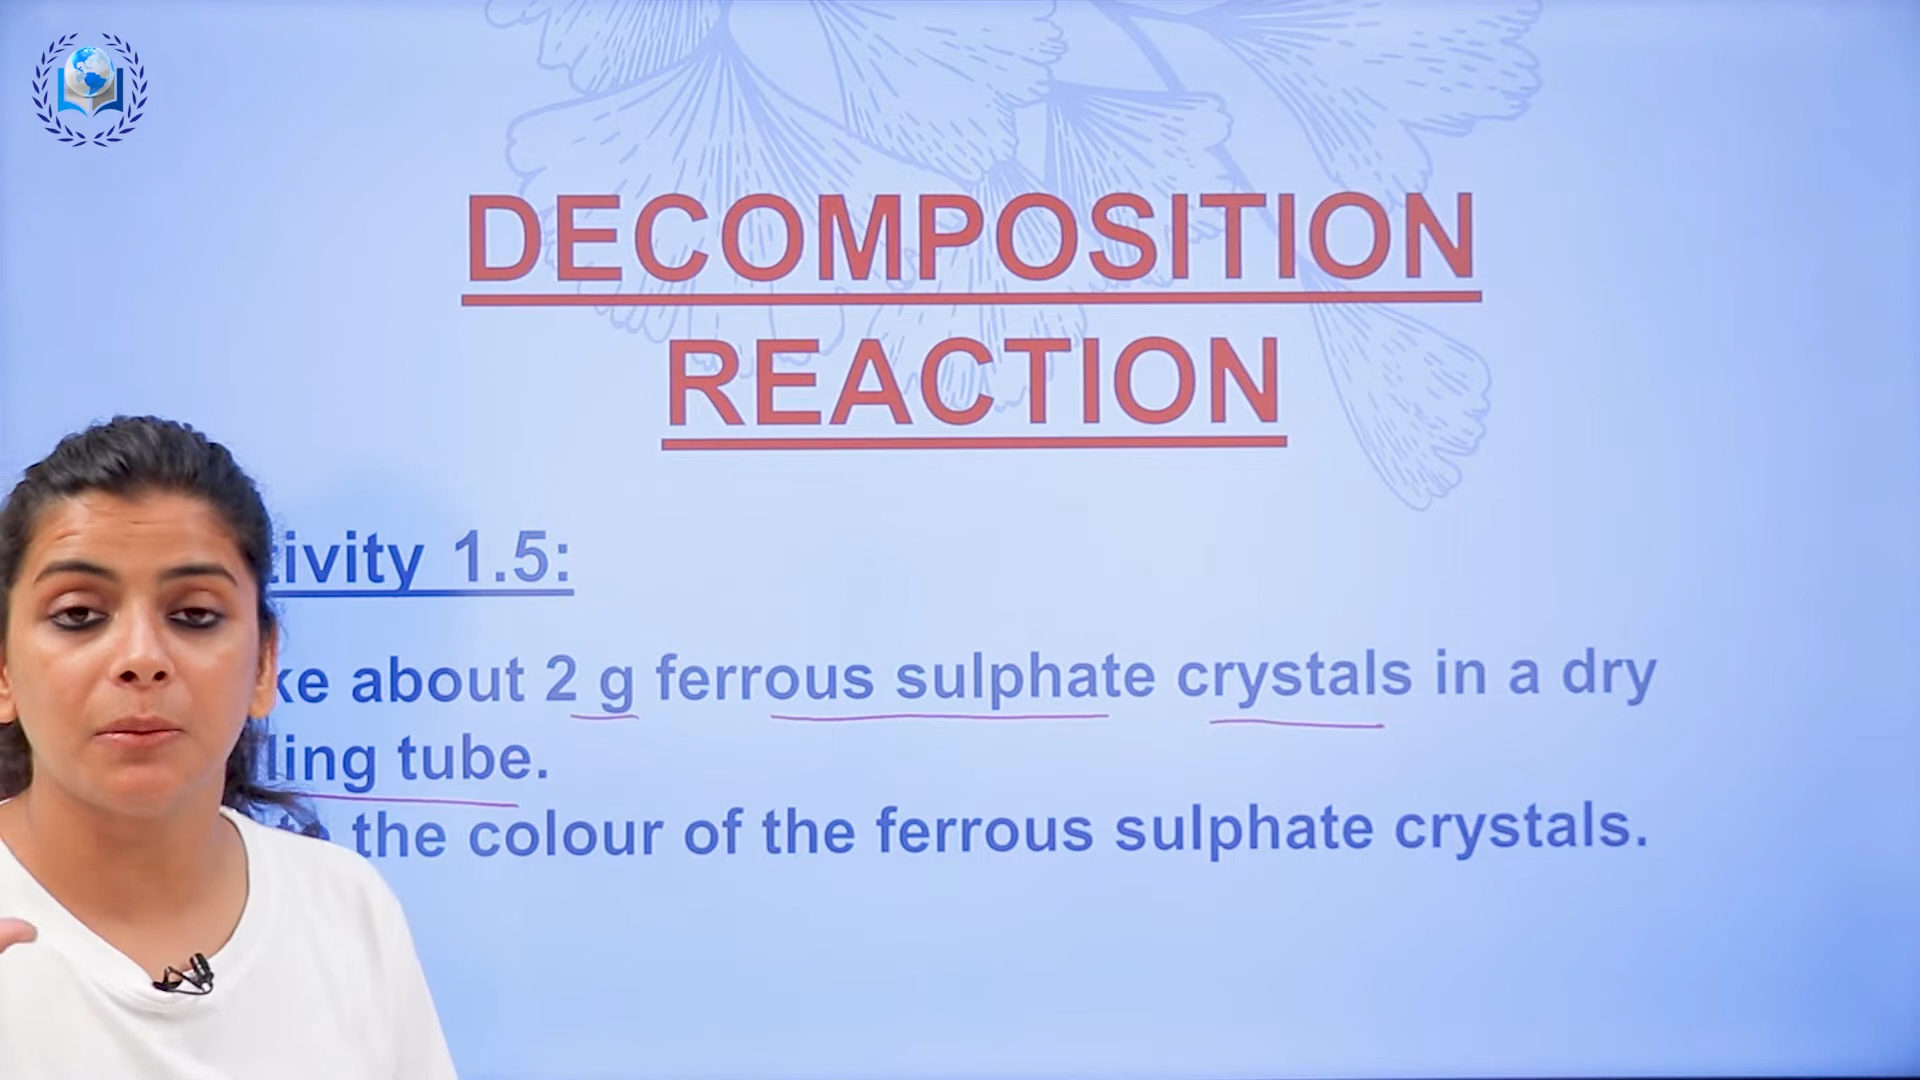 DECOMPOSITION
REACTION
tivity 1.5:
ke about 2 g ferrous sulphate crystals in a dry
ling tube.
the colour of the ferrous sulphate crystals.